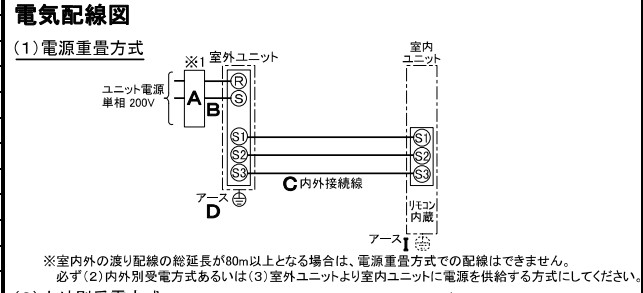 電気配線図
(1)電源重畳方式
※1 室外ユニット
室内
ユニット
ユニット電源
単相 200V
A
B
R
S
S1
S2
S3
S1
S2
S3
C 内外接続線
アース
D
リモコン
内蔵
アース I
※室内外の渡り配線の総延長が80m以上となる場合は、電源重畳方式での配線はできません。
必ず(2)内外別受電方式あるいは(3)室外ユニットより室内ユニットに電源を供給する方式にしてください。